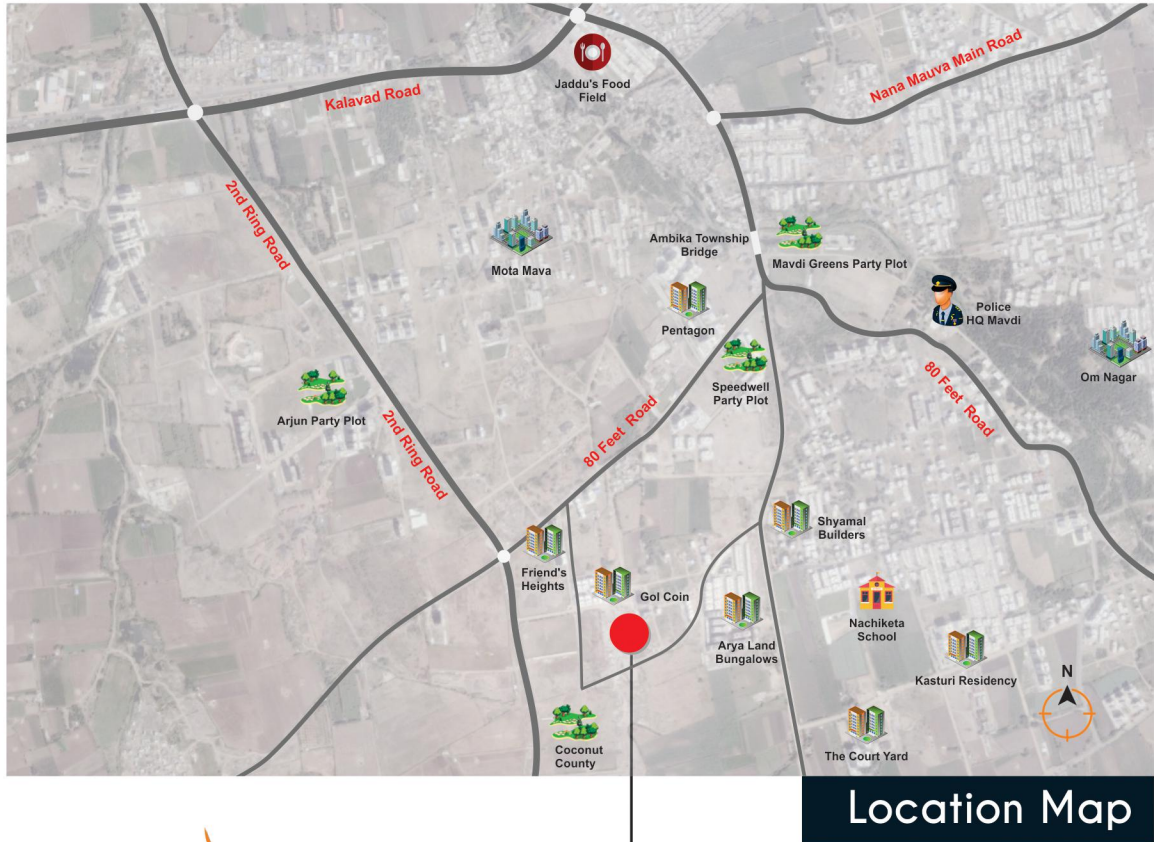 Jaddu's Food
Field
Kalavad Road
Nana Mauva Main Road
2nd Ring Road
Mota Mava
Ambika Township
Bridge
Mavdi Greens Party Plot
Pentagon
Police
HQ Mavdi
Om Nagar
Speedwell
Party Plot
Arjun Party Plot
2nd Ring Road
80 Feet Road
80 Feet Road
Shyamal
Builders
Friend's
Heights
Gol Coin
Arya Land
Bungalows
Nachiketa
School
Kasturi Residency
N
Coconut
County
The Court Yard
Location Map